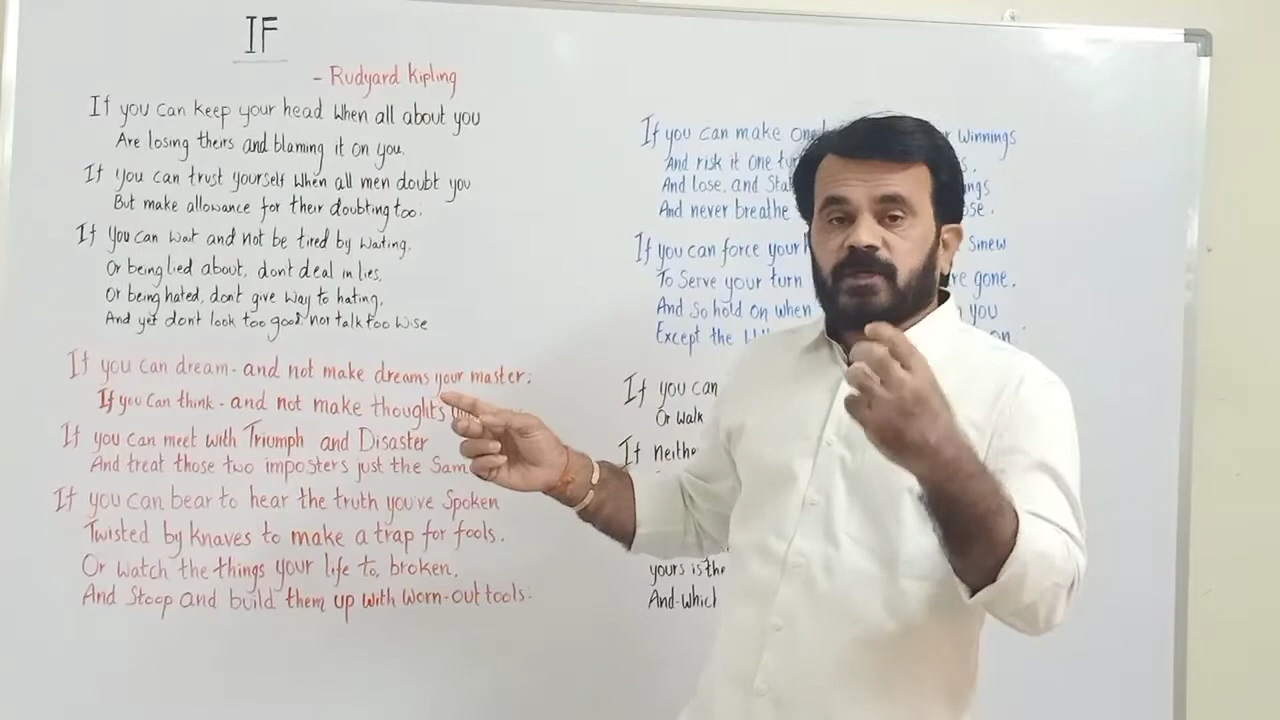 IF
- Rudyard Kipling
If you can keep your head When all about you
Are losing theirs and blaming it on you.
If you can trust yourself When all men doubt you
But make allowance for their doubting too.
If you can wait and not be tired by waiting,
Or being lied about, dont deal in lies,
Or being hated, don't give way to hating,
And yet dont look too good nor talk too wise
If you can dream - and not make dreams your master:
If you can think - and not make thoughts
If you can meet with Triumph and Disaster
And treat those two imposters just the
If you can bear to hear the truth you've Spoken
Twisted by knaves to make a trap for fools.
Or watch the things your life to, broken,
And Stoop and build them up with worn-out tools:
If you can make one winnings
And risk it one
And lose, and
And never breathe
If you can force your Sinew
To Serve your turn gone.
And so hold on when you
Except the on:
If you can
Or walk
If
yours is
And-which